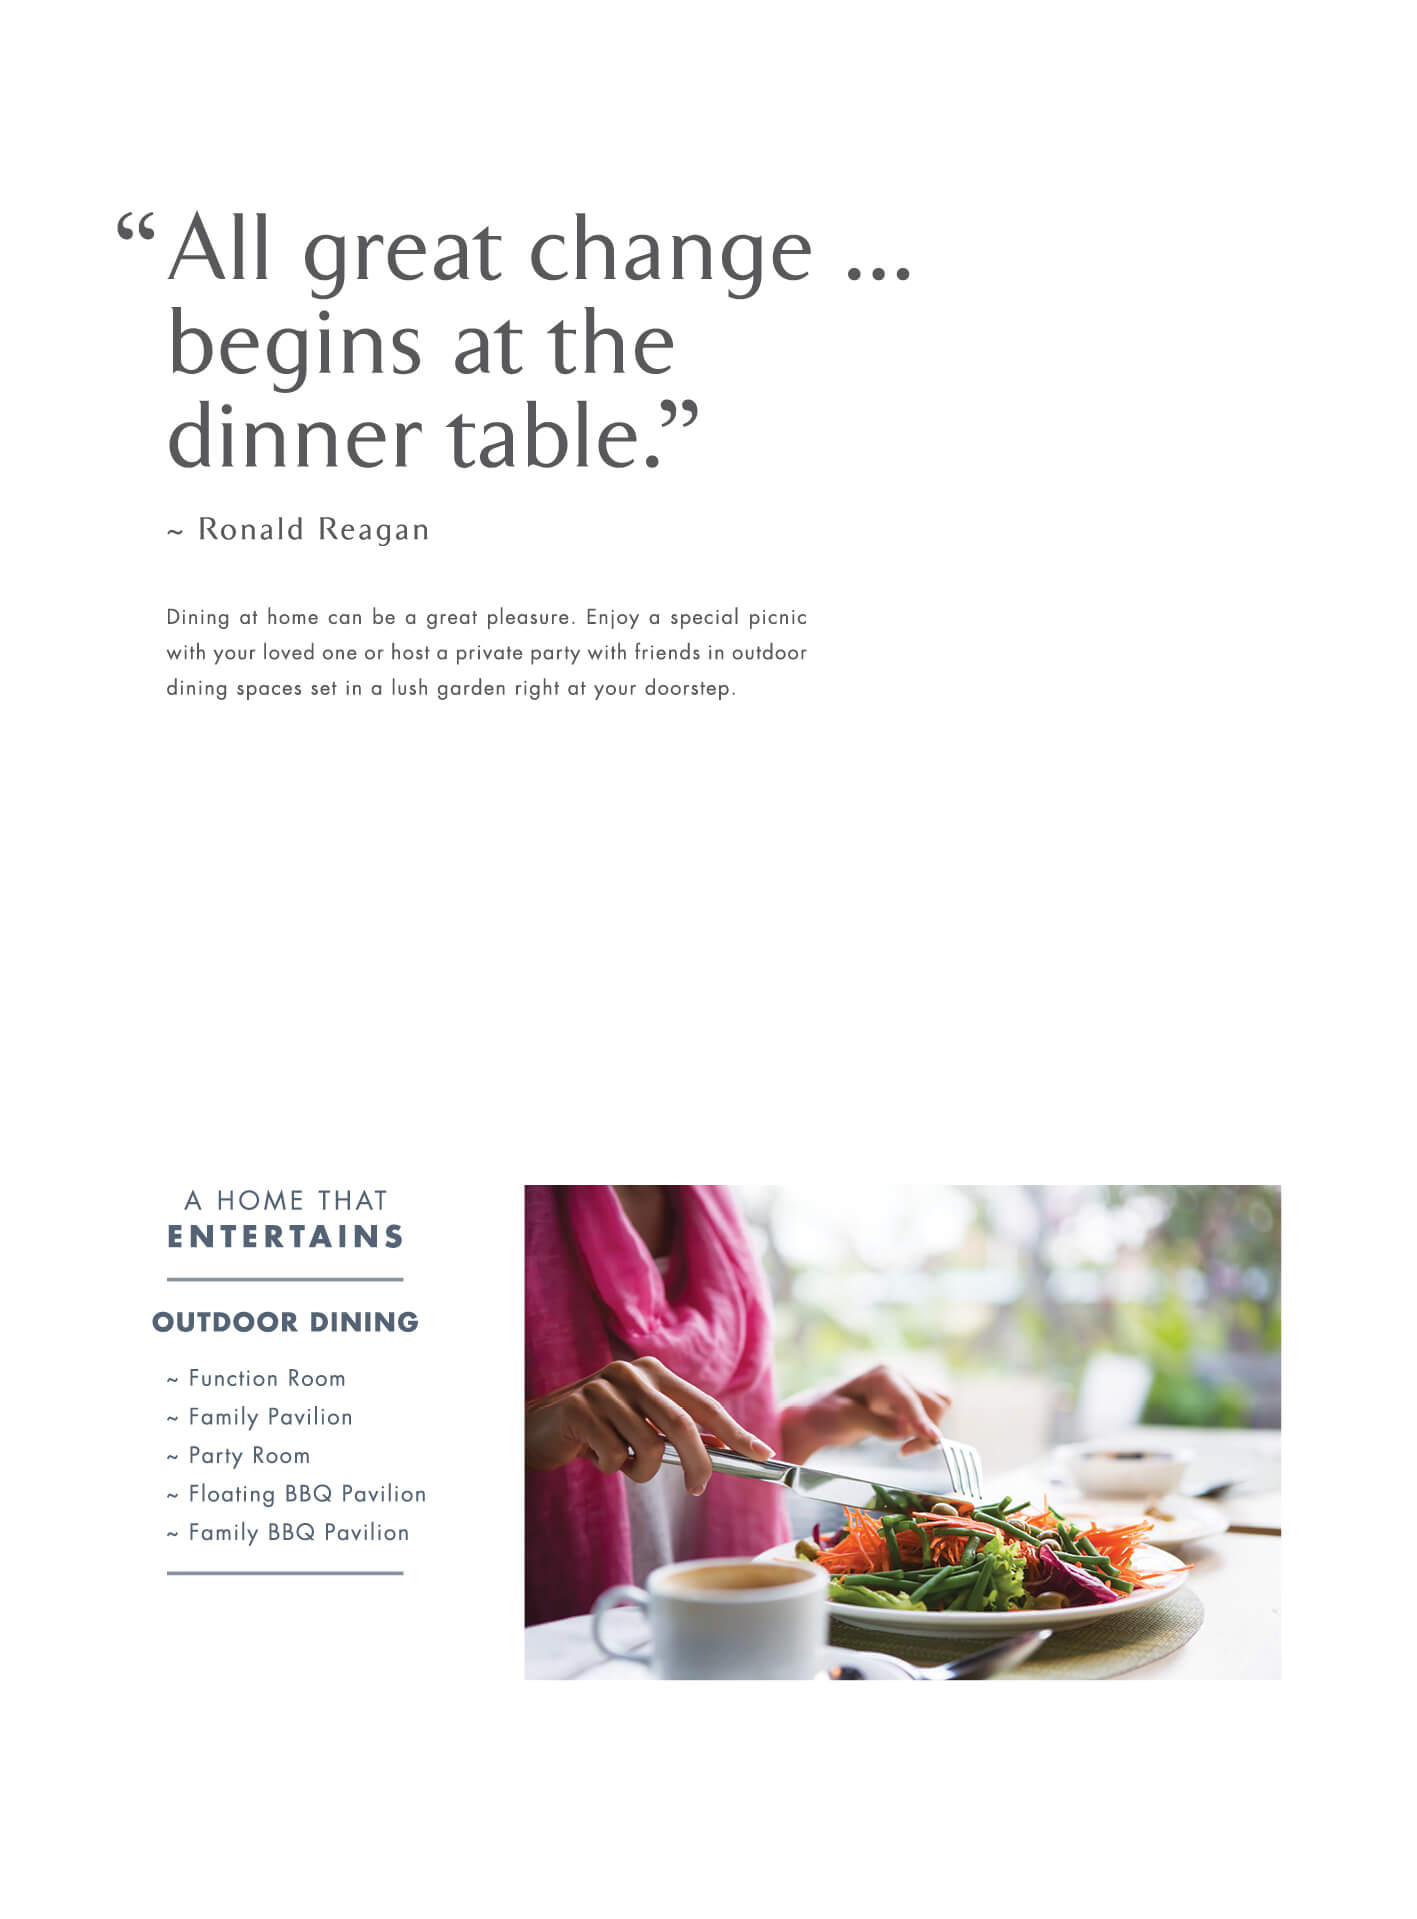 “All great change ...
begins at the
dinner table.”
~ Ronald Reagan
Dining at home can be a great pleasure. Enjoy a special picnic
with your loved one or host a private party with friends in outdoor
dining spaces set in a lush garden right at your doorstep.
A HOME THAT
ENTERTAINS
OUTDOOR DINING
~ Function Room
~ Family Pavilion
~ Party Room
~ Floating BBQ Pavilion
~ Family BBQ Pavilion